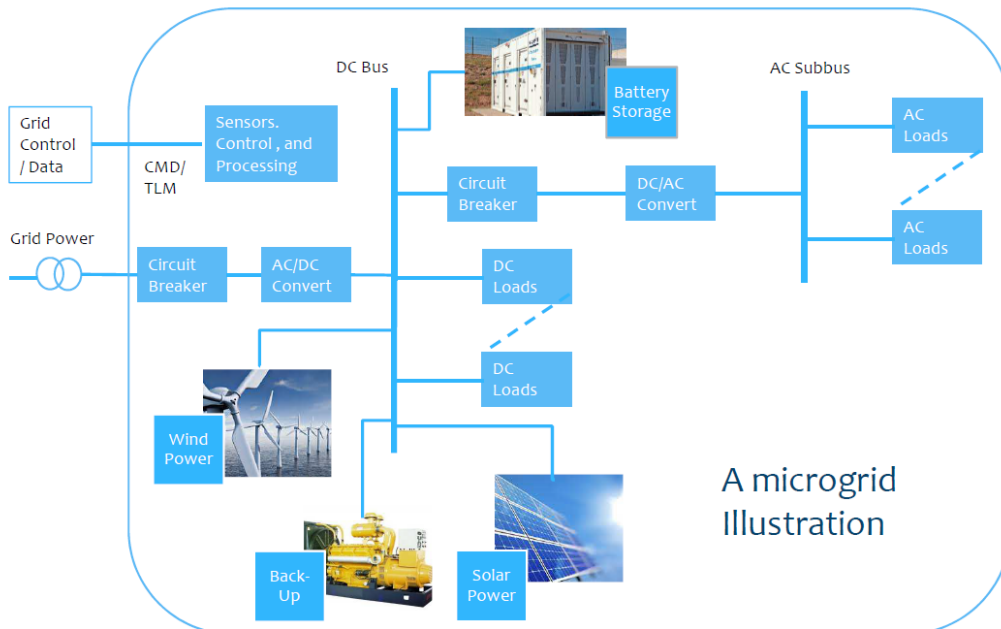 DC Bus
AC Subbus
Battery
Storage
Grid
Control
/ Data
CMD/
TLM
Sensors.
Control , and
Processing
AC
Loads
Circuit
Breaker
DC/AC
Convert
AC
Loads
Grid Power
Circuit
Breaker
AC/DC
Convert
DC
Loads
DC
Loads
Wind
Power
Back-
Up
Solar
Power
A microgrid
Illustration